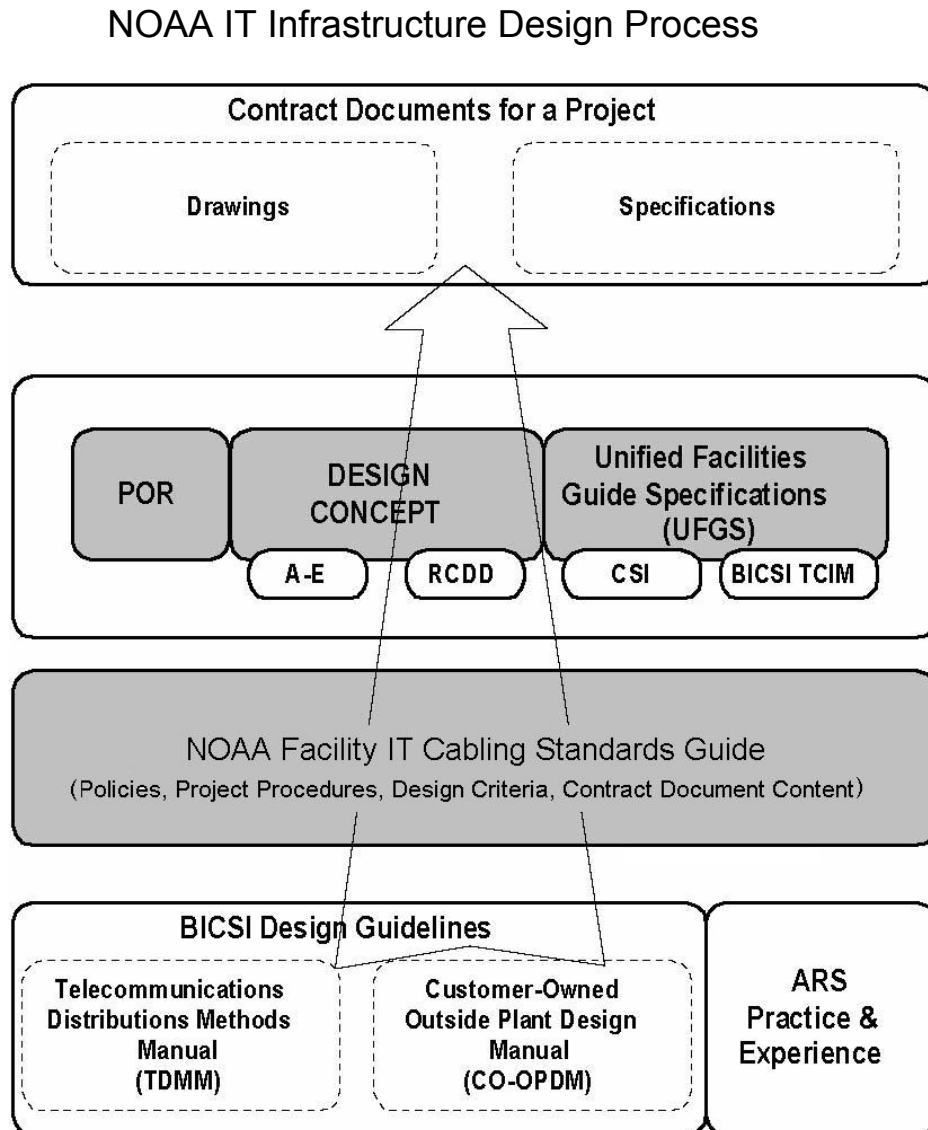 NOAA IT Infrastructure Design Process
Contract Documents for a Project
Drawings
Specifications
POR
DESIGN
CONCEPT
Unified Facilities
Guide Specifications
(UFGS)
A-E
RCDD
CSI
BICSI TCIM
NOAA Facility IT Cabling Standards Guide
(Policies, Project Procedures, Design Criteria, Contract Document Content)
BICSI Design Guidelines
Telecommunications
Distributions Methods
Manual
(TDMM)
Customer-Owned
Outside Plant Design
Manual
(CO-OPDM)
ARS
Practice &
Experience